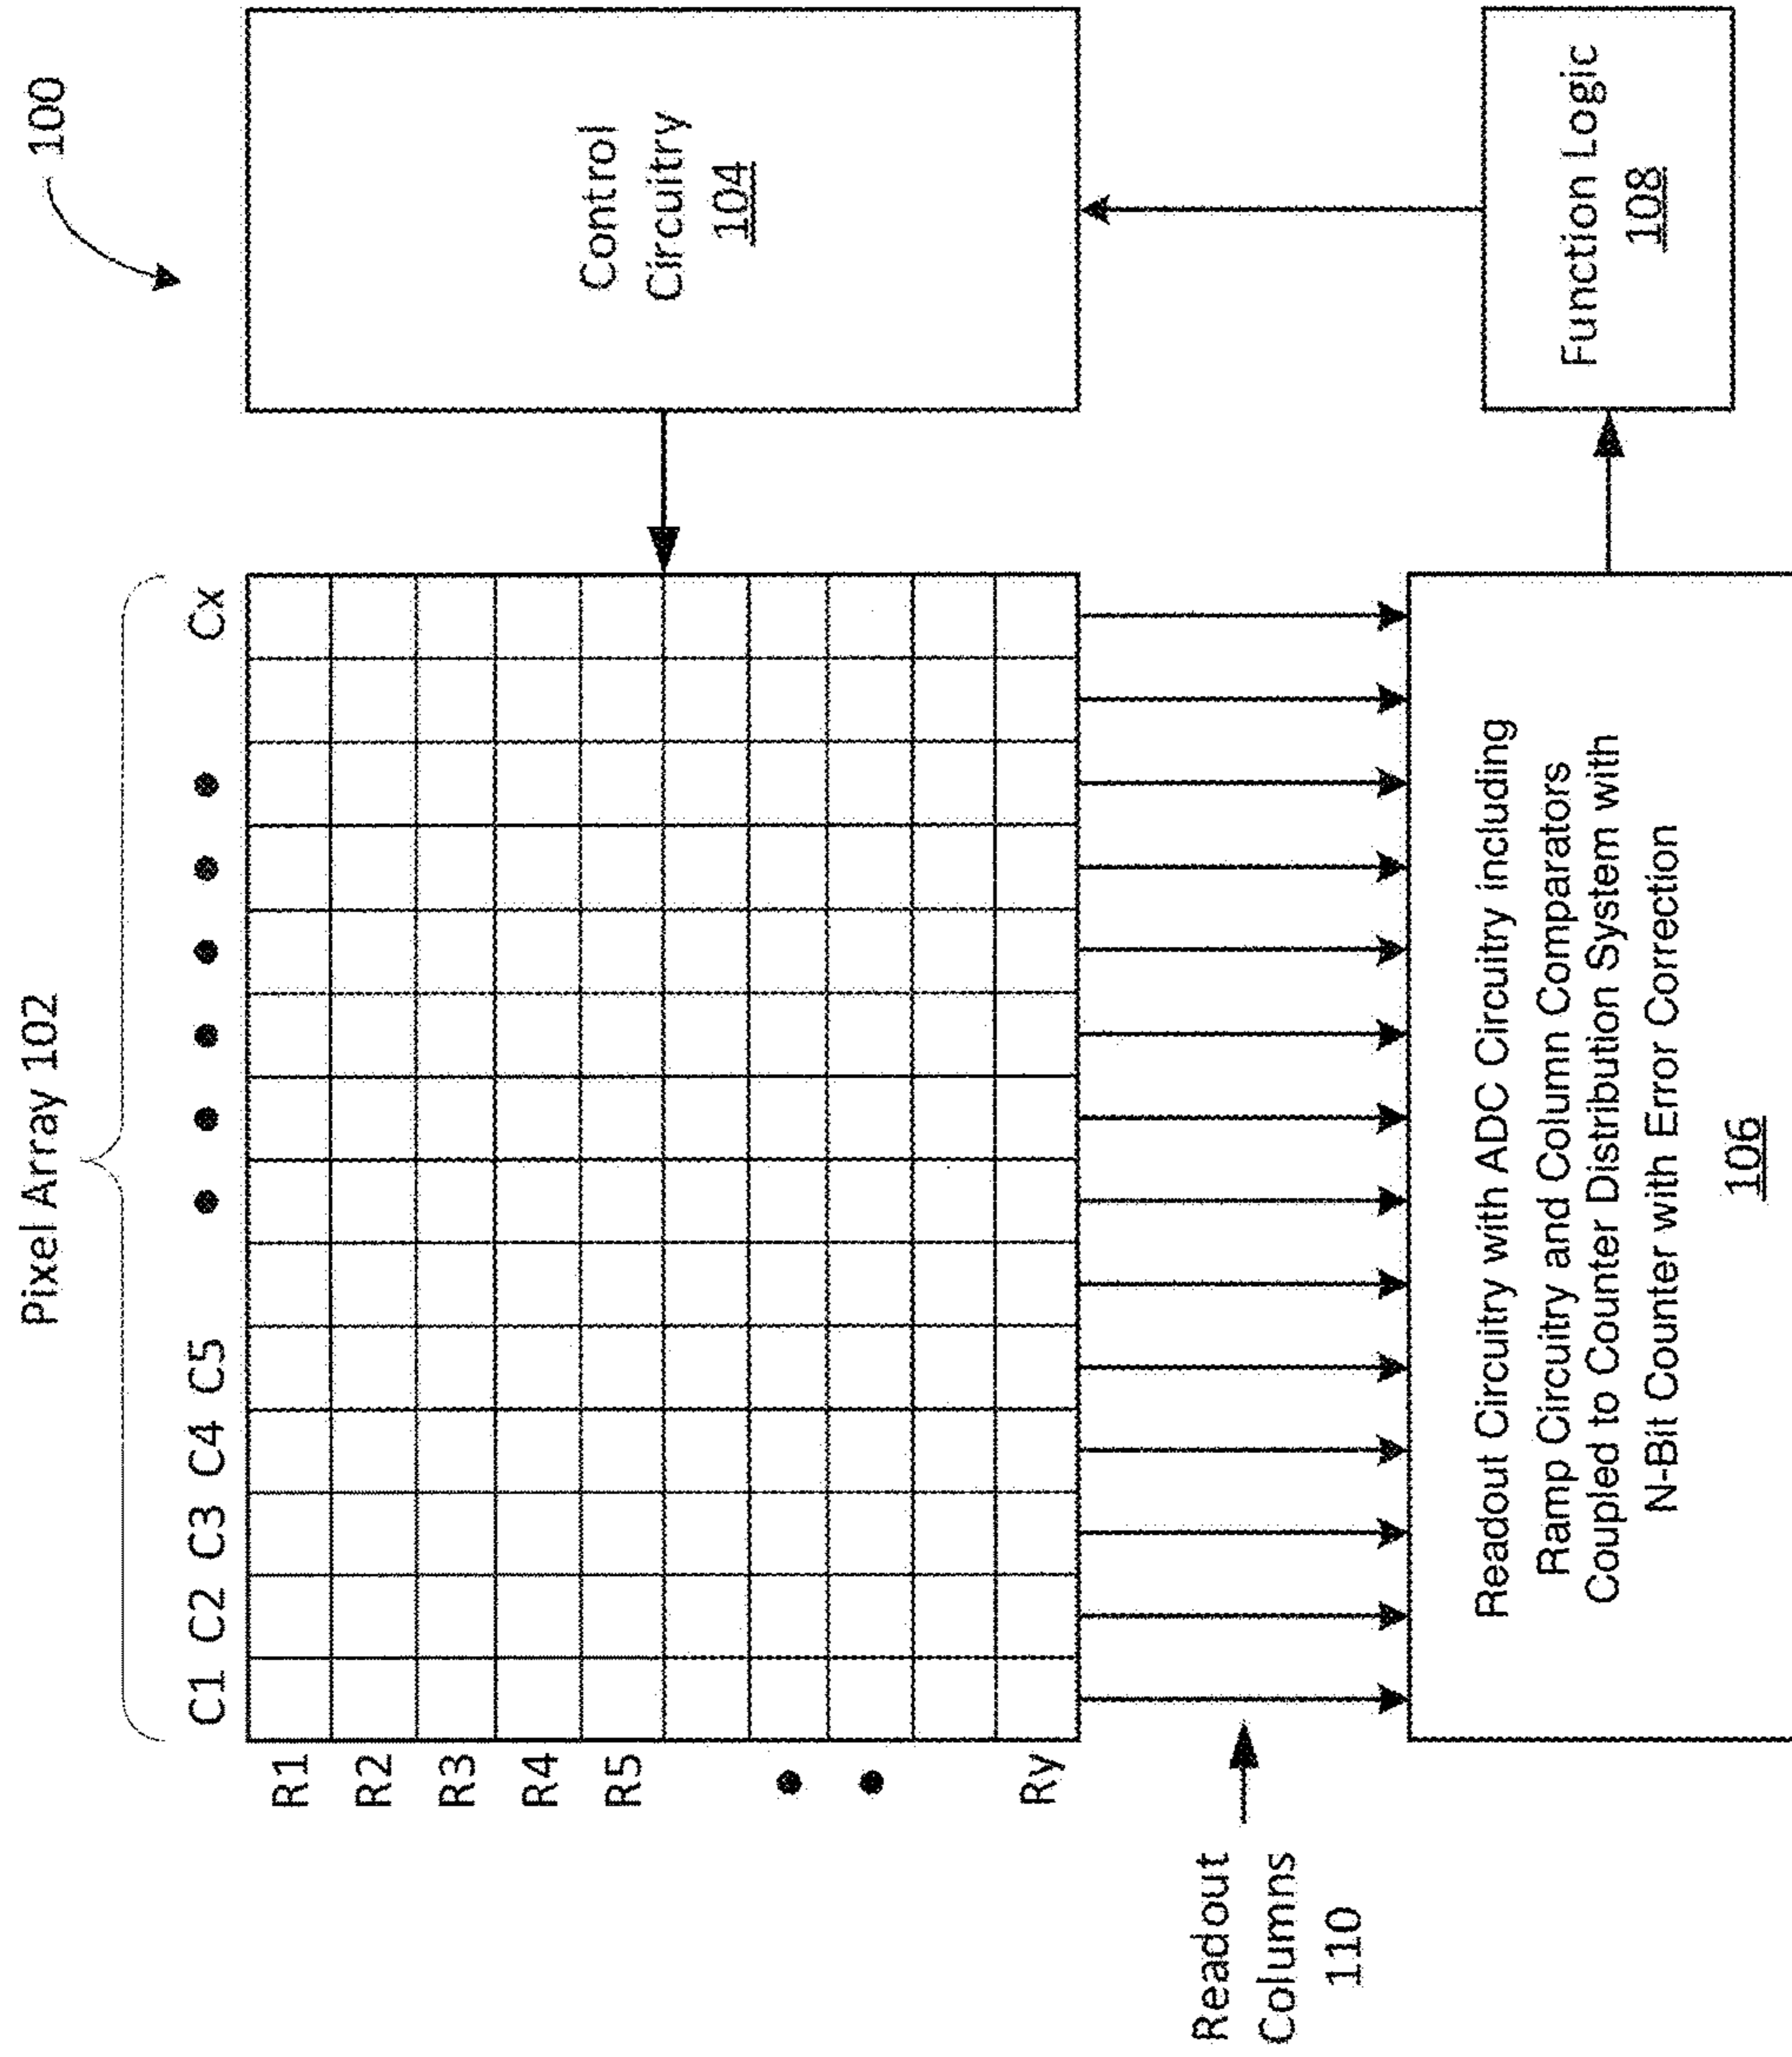 100
Pixel Array 102
C1 C2 C3 C4 C5 Cx
R1
R2
R3
R4
R5
Ry
Control
Circuitry
104
Readout
Columns
110
Readout Circuitry with ADC Circuitry including
Ramp Circuitry and Column Comparators
Coupled to Counter Distribution System with
N-Bit Counter with Error Correction
106
Function Logic
108